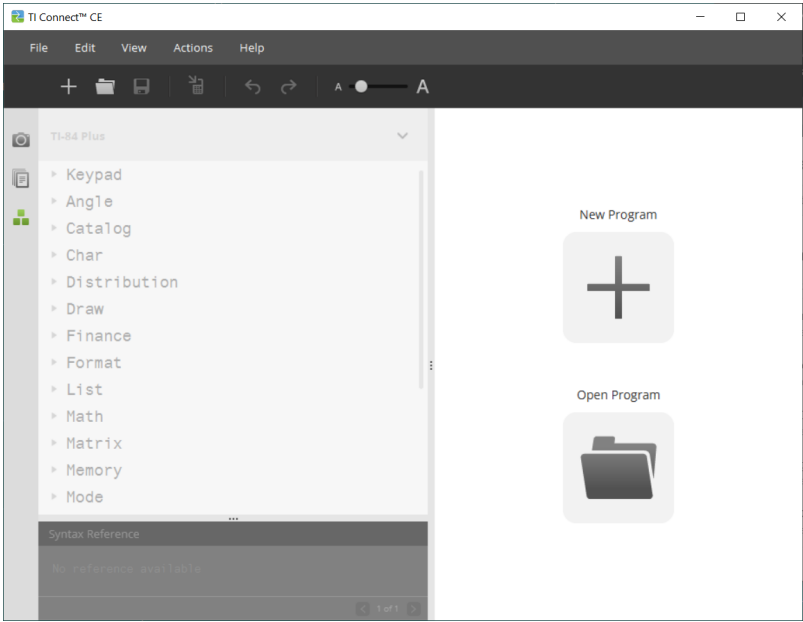 TI Connect™ CE
File Edit View Actions Help
A A
TI-84 Plus
Keypad
Angle
Catalog
Char
Distribution
Draw
Finance
Format
List
Math
Matrix
Memory
Mode
Syntax Reference
No reference available
1 of 1
New Program
Open Program